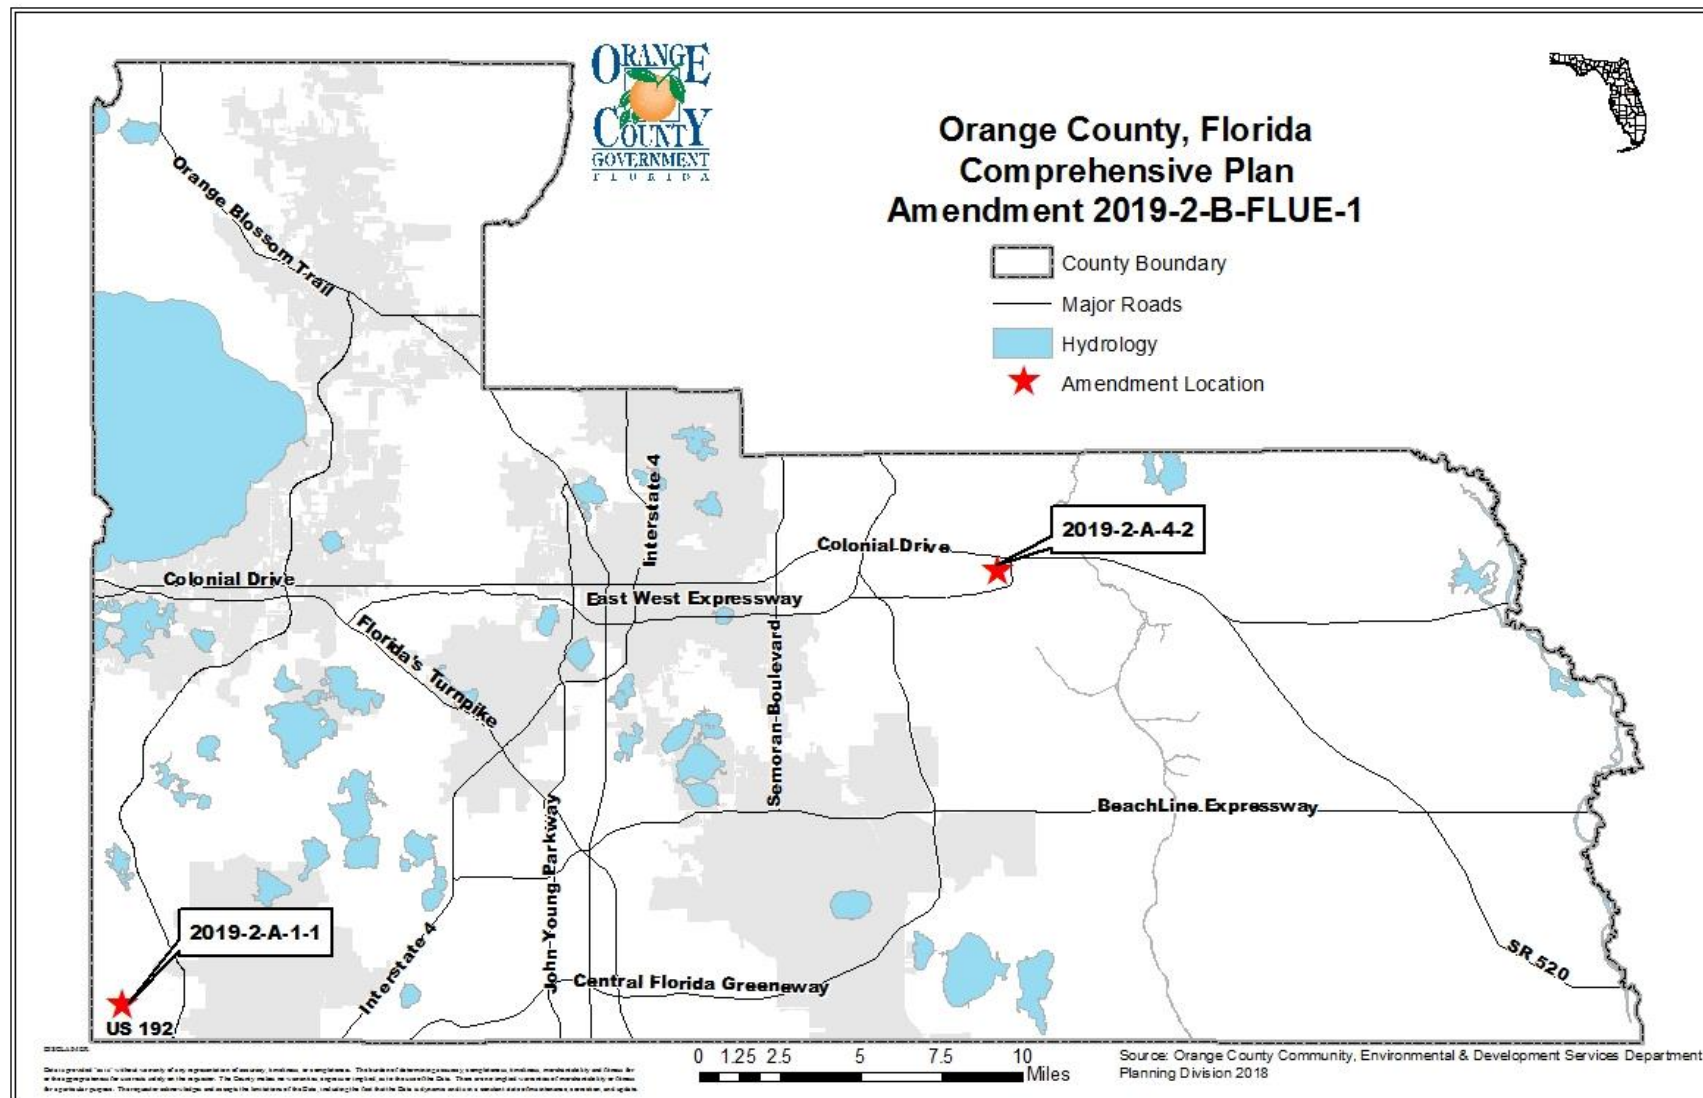 ORANGE
COUNTY
GOVERNMENT
FLORIDA
Orange County, Florida
Comprehensive Plan
Amendment 2019-2-B-FLUE-1
County Boundary
Major Roads
Hydrology
Amendment Location
Orange Blossom Trail
Interstate 4
2019-2-A-4-2
Colonial Drive
Colonial Drive
East West Expressway
Florida's Turnpike
Semoran Boulevard
BeachLine Expressway
John Young Parkway
2019-2-A-1-1
Interstate 4
SR 520
Central Florida Greeneway
US 192
DISCLAIMER:
0 1.25 2.5 5 7.5 10
Miles
Source: Orange County Community, Environmental & Development Services Department
Planning Division 2018